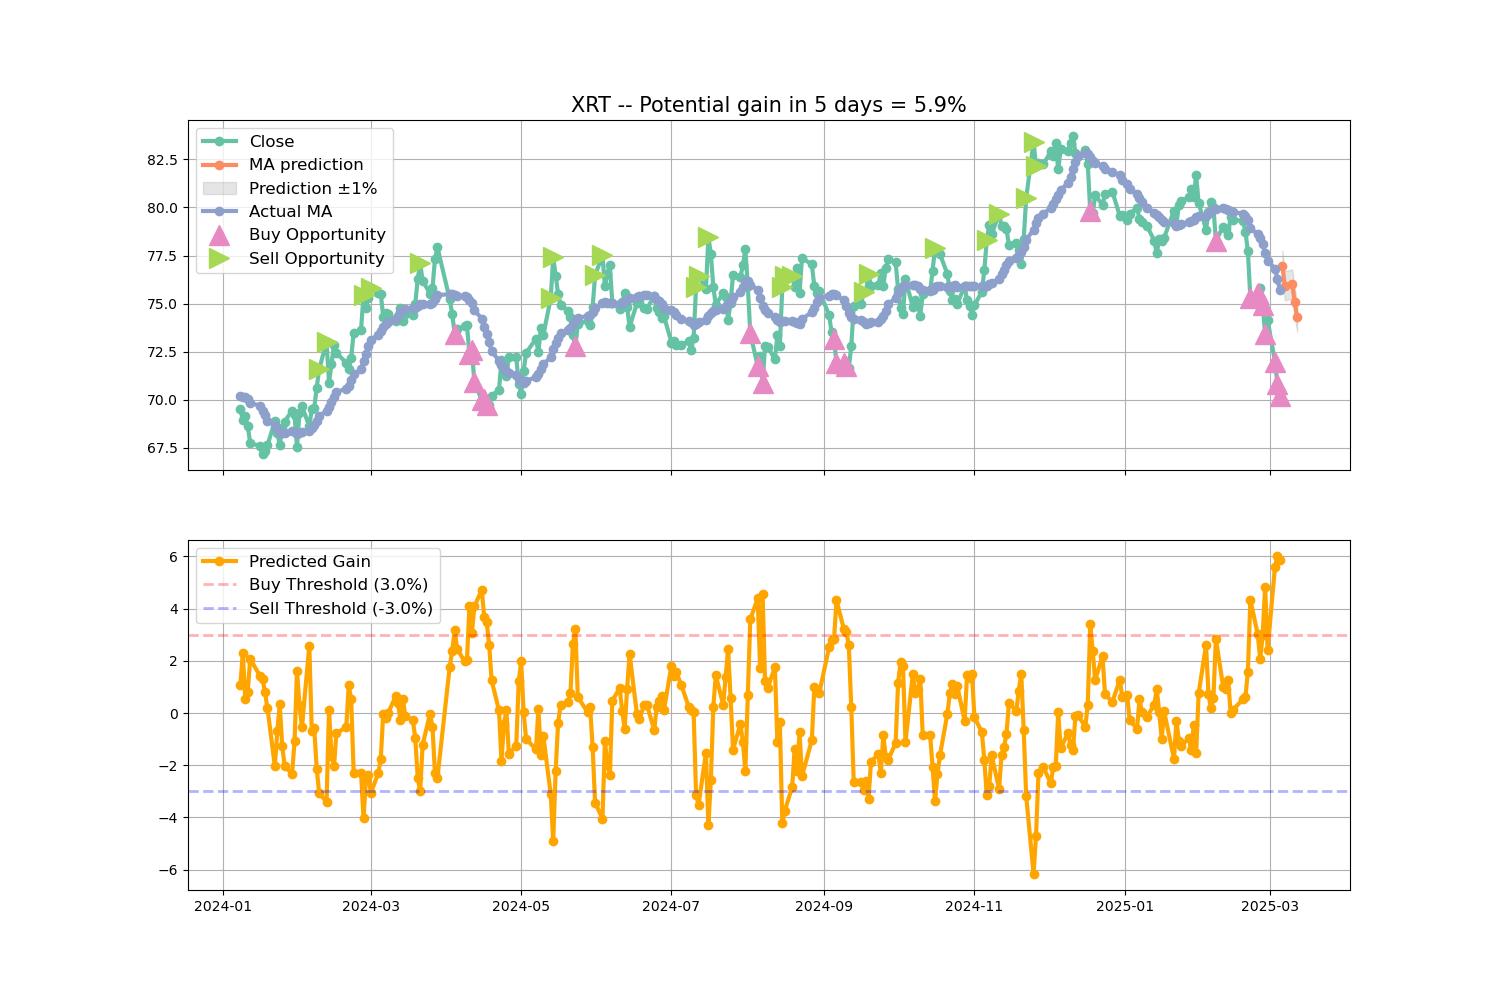 XRT -- Potential gain in 5 days = 5.9%
Close
MA prediction
Prediction ±1%
Actual MA
Buy Opportunity
Sell Opportunity
82.5
80.0
77.5
75.0
72.5
70.0
67.5
Predicted Gain
Buy Threshold (3.0%)
Sell Threshold (-3.0%)
6
4
2
0
−2
−4
−6
2024-01 2024-03 2024-05 2024-07 2024-09 2024-11 2025-01 2025-03